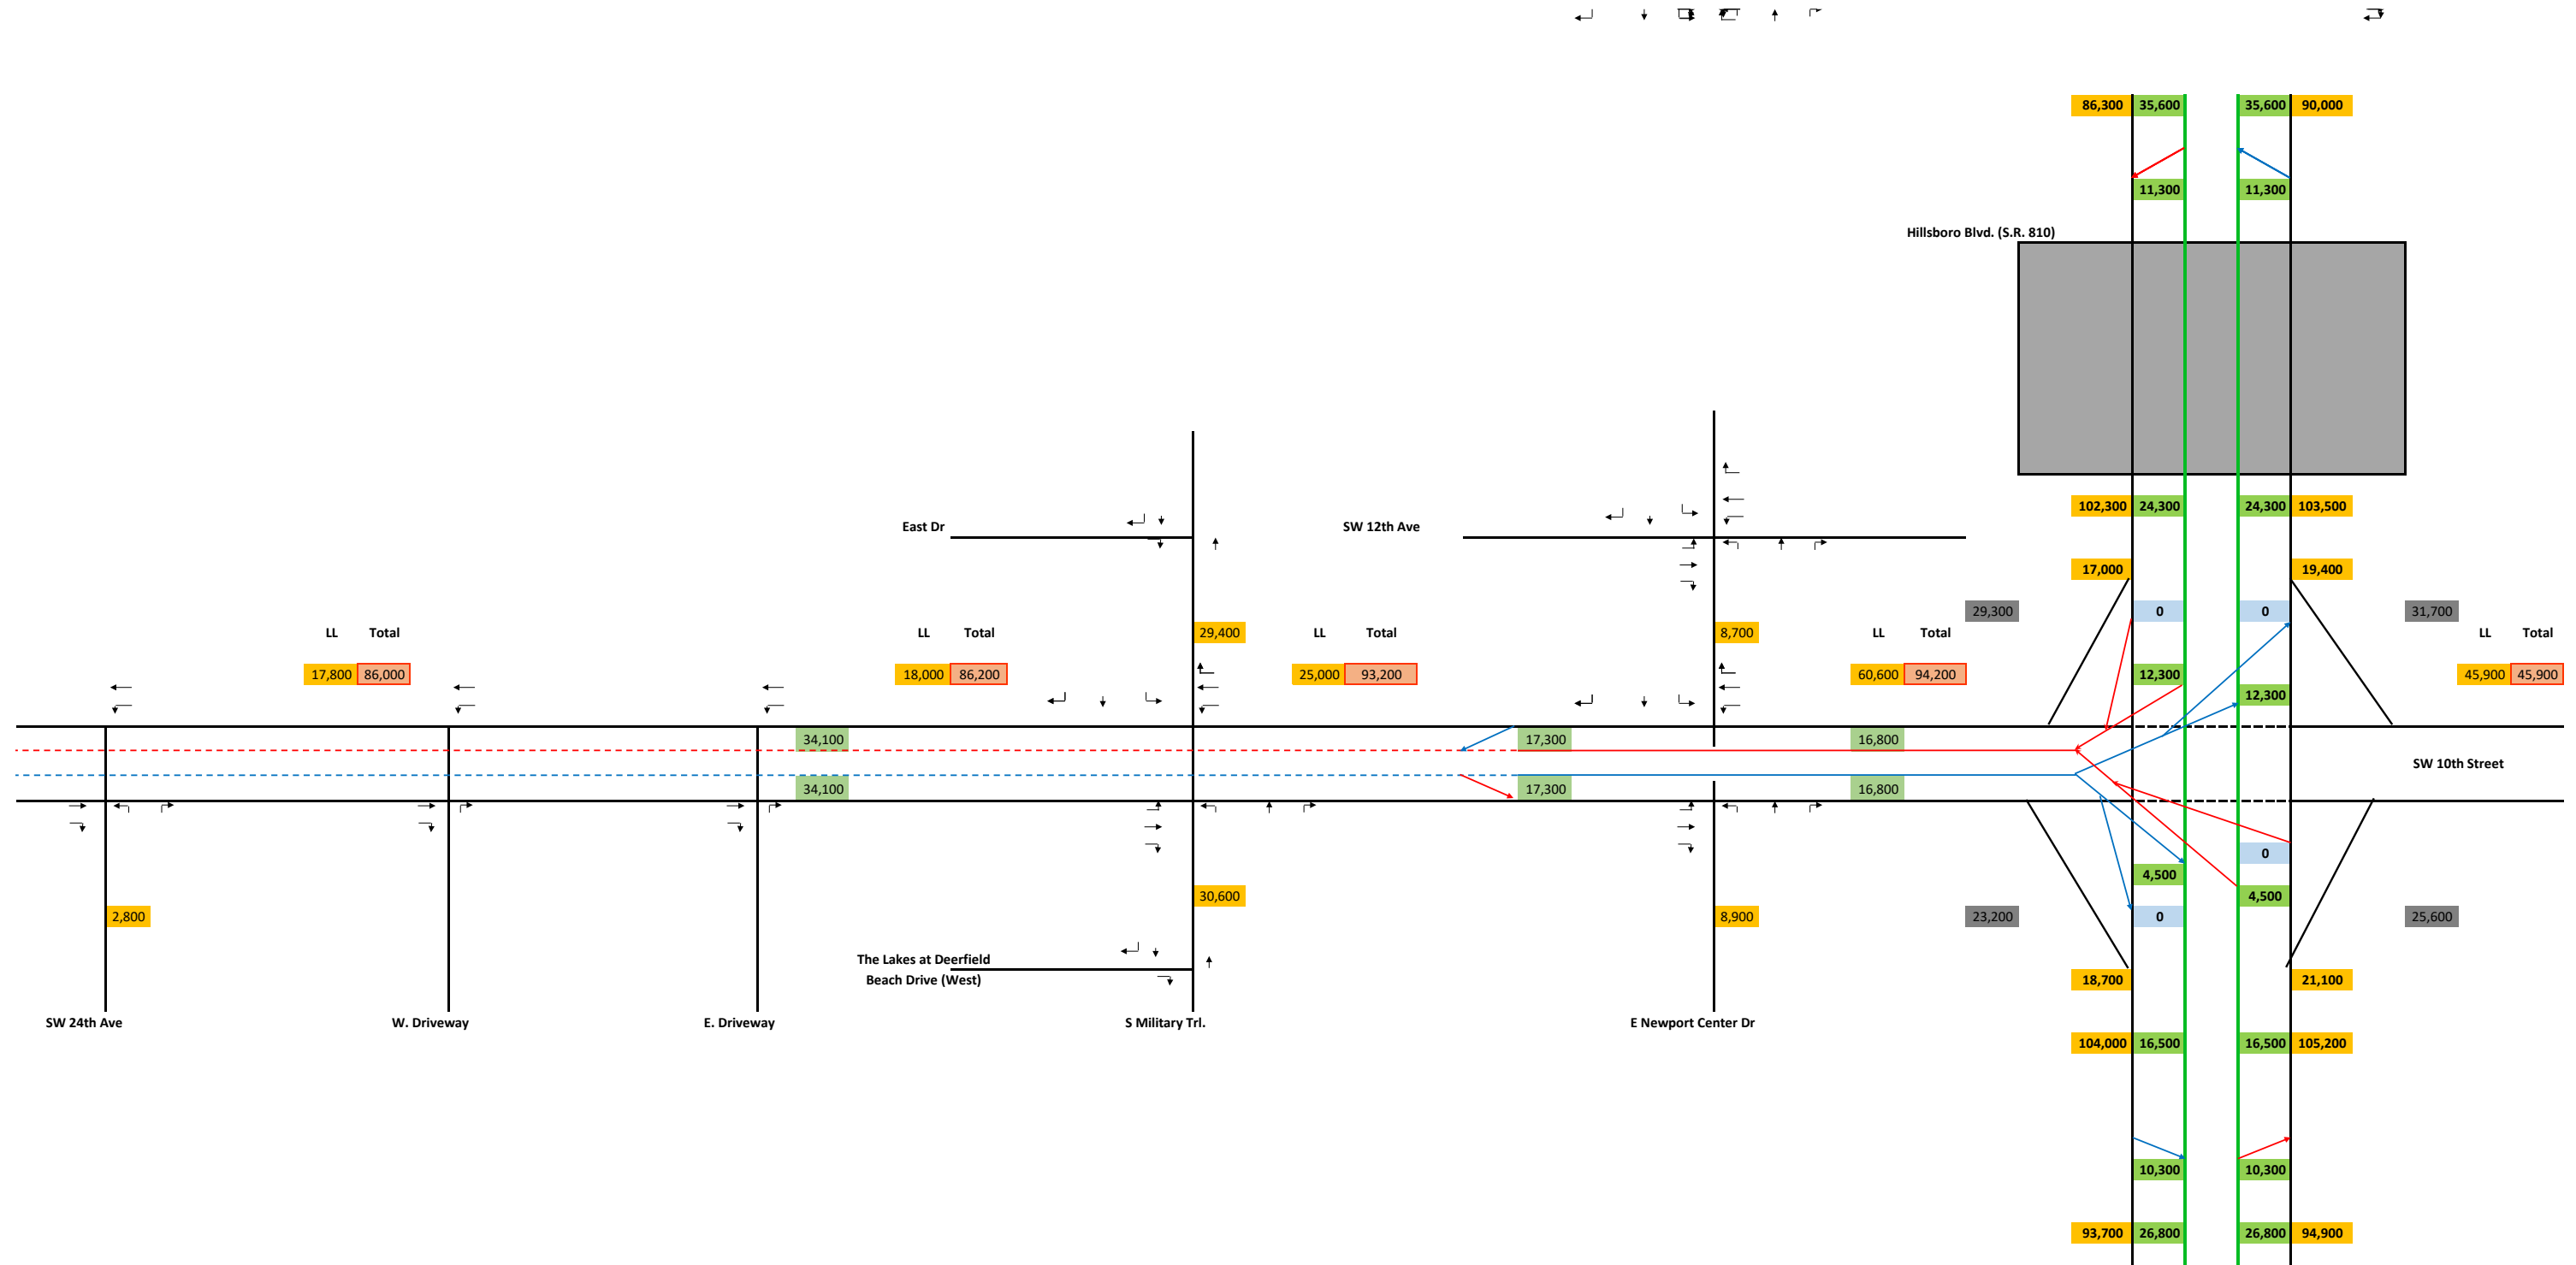 86,300 35,600 35,600 90,000
11,300 11,300
Hillsboro Blvd. (S.R. 810)
102,300 24,300 24,300 103,500
East Dr SW 12th Ave
17,000 19,400
29,300 0 0 31,700
LL Total LL Total 29,400 LL Total 8,700 LL Total LL Total
17,800 86,000 18,000 86,200 25,000 93,200 60,600 94,200 12,300 45,900 45,900
12,300
34,100 17,300 16,800
SW 10th Street
34,100 17,300 16,800
0
4,500
30,600 4,500
2,800 8,900 23,200 0 25,600
The Lakes at Deerfield
Beach Drive (West) 18,700 21,100
SW 24th Ave W. Driveway E. Driveway S Military Trl. E Newport Center Dr
104,000 16,500 16,500 105,200
10,300 10,300
93,700 26,800 26,800 94,900